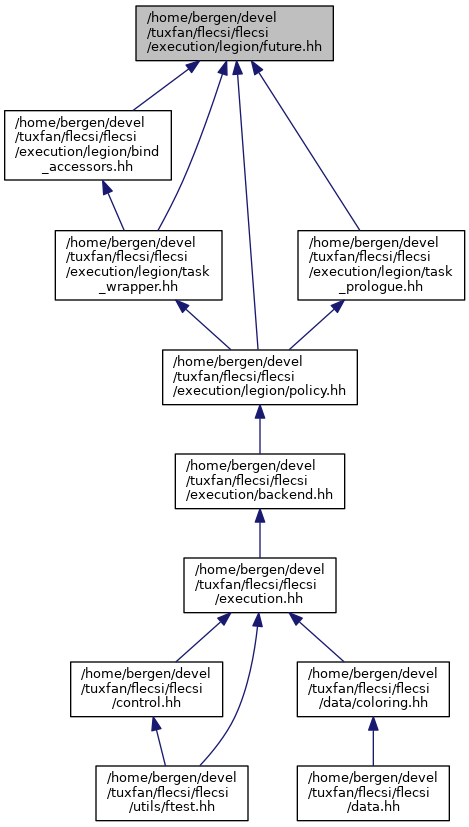 /home/bergen/devel
/tuxfan/flecsi/flecsi
/execution/legion/future.hh
/home/bergen/devel
/tuxfan/flecsi/flecsi
/execution/legion/bind
_accessors.hh
/home/bergen/devel
/tuxfan/flecsi/flecsi
/execution/legion/task
_wrapper.hh
/home/bergen/devel
/tuxfan/flecsi/flecsi
/execution/legion/task
_prologue.hh
/home/bergen/devel
/tuxfan/flecsi/flecsi
/execution/legion/policy.hh
/home/bergen/devel
/tuxfan/flecsi/flecsi
/execution/backend.hh
/home/bergen/devel
/tuxfan/flecsi/flecsi
/execution.hh
/home/bergen/devel
/tuxfan/flecsi/flecsi
/control.hh
/home/bergen/devel
/tuxfan/flecsi/flecsi
/data/coloring.hh
/home/bergen/devel
/tuxfan/flecsi/flecsi
/utils/ftest.hh
/home/bergen/devel
/tuxfan/flecsi/flecsi
/data.hh